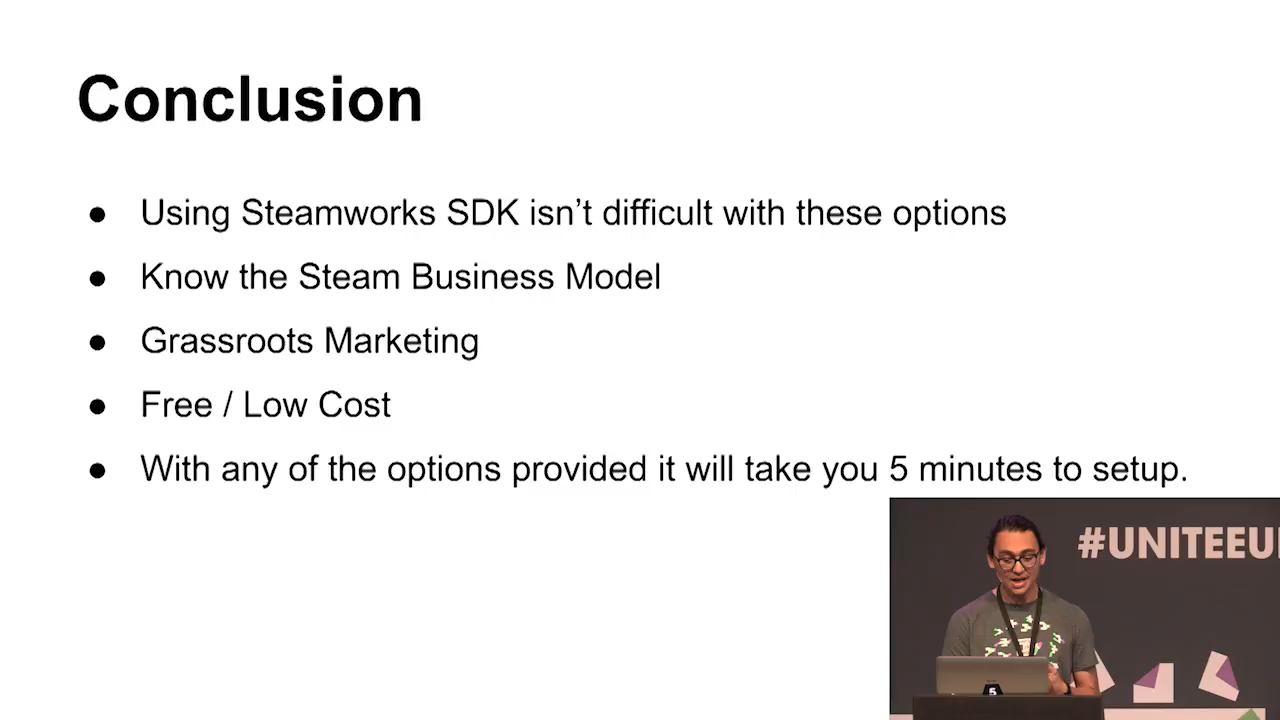 Conclusion
● Using Steamworks SDK isn’t difficult with these options
● Know the Steam Business Model
● Grassroots Marketing
● Free / Low Cost
● With any of the options provided it will take you 5 minutes to setup.
#UNITEEU
5